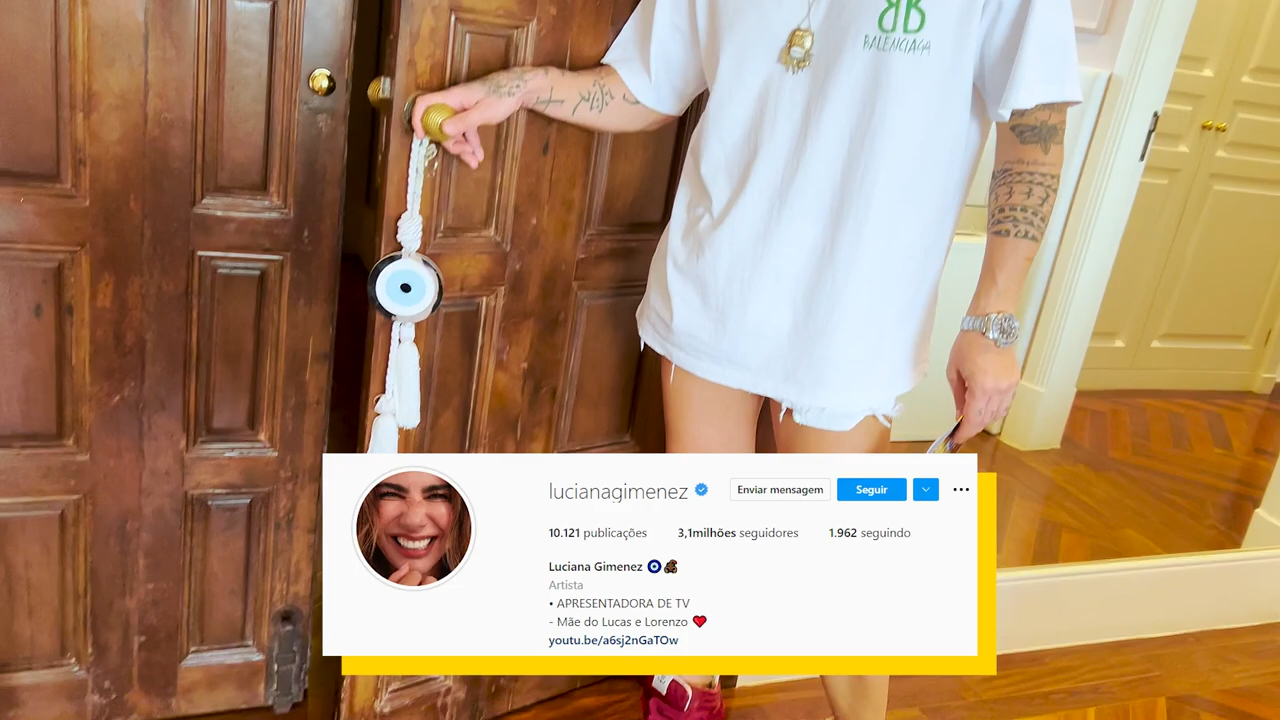 BB
BALENCIAGA
lucianagimenez
Enviar mensagem
Seguir
10.121 publicações 3,1milhões seguidores 1.962 seguindo
Luciana Gimenez
Artista
• APRESENTADORA DE TV
- Mãe do Lucas e Lorenzo
youtu.be/a6sj2nGaTOw